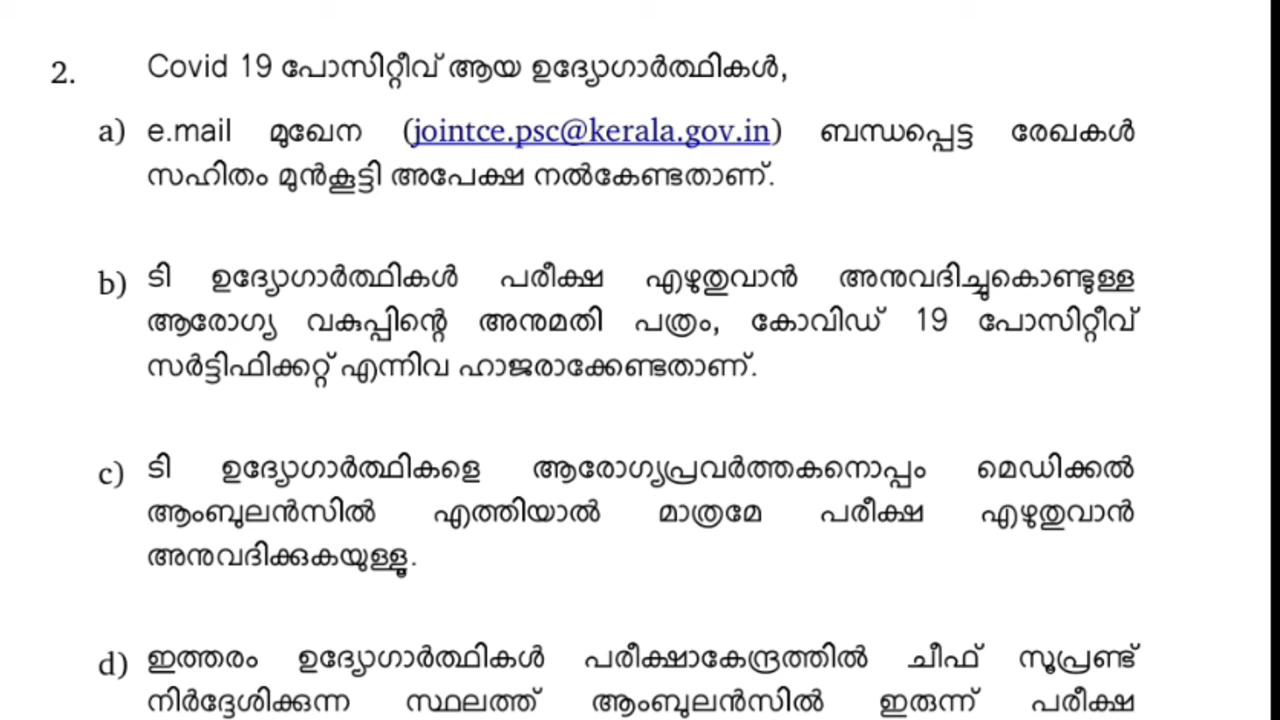 2. Covid 19 പോസിറ്റീവ് ആയ ഉദ്യോഗാർത്ഥികൾ,
a) e.mail മുഖേന (jointce.psc@kerala.gov.in) ബന്ധപ്പെട്ട രേഖകൾ
സഹിതം മുൻകൂട്ടി അപേക്ഷ നൽകേണ്ടതാണ്.
b) ടി ഉദ്യോഗാർത്ഥികൾ പരീക്ഷ എഴുതുവാൻ അനുവദിച്ചുകൊണ്ടുള്ള
ആരോഗ്യ വകുപ്പിന്റെ അനുമതി പത്രം, കോവിഡ് 19 പോസിറ്റീവ്
സർട്ടിഫിക്കറ്റ് എന്നിവ ഹാജരാക്കേണ്ടതാണ്.
c) ടി ഉദ്യോഗാർത്ഥികളെ ആരോഗ്യപ്രവർത്തകനൊപ്പം മെഡിക്കൽ
ആംബുലൻസിൽ എത്തിയാൽ മാത്രമേ പരീക്ഷ എഴുതുവാൻ
അനുവദിക്കുകയുള്ളൂ.
d) ഇത്തരം ഉദ്യോഗാർത്ഥികൾ പരീക്ഷാകേന്ദ്രത്തിൽ ചീഫ് സൂപ്രണ്ട്
നിർദ്ദേശിക്കുന്ന സ്ഥലത്ത് ആംബുലൻസിൽ ഇരുന്ന് പരീക്ഷ